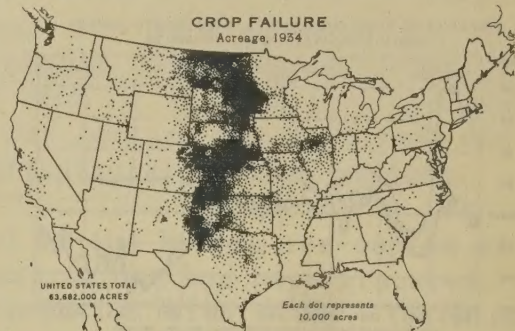 CROP FAILURE
Acreage, 1934
UNITED STATES TOTAL
63,682,000 ACRES
Each dot represents
10,000 acres